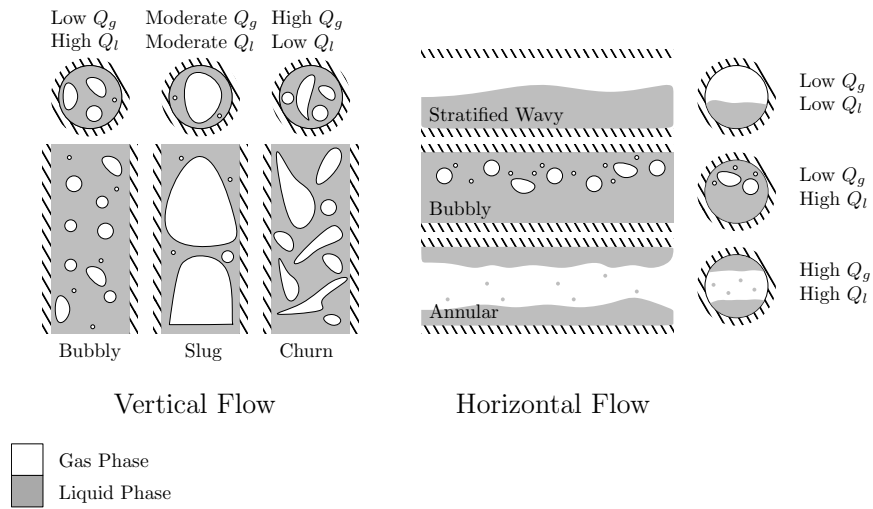 Low Q_g
High Q_l
Moderate Q_g
Moderate Q_l
High Q_g
Low Q_l
Bubbly
Slug
Churn
Vertical Flow
Stratified Wavy
Low Q_g
Low Q_l
Bubbly
Low Q_g
High Q_l
Annular
High Q_g
High Q_l
Horizontal Flow
Gas Phase
Liquid Phase